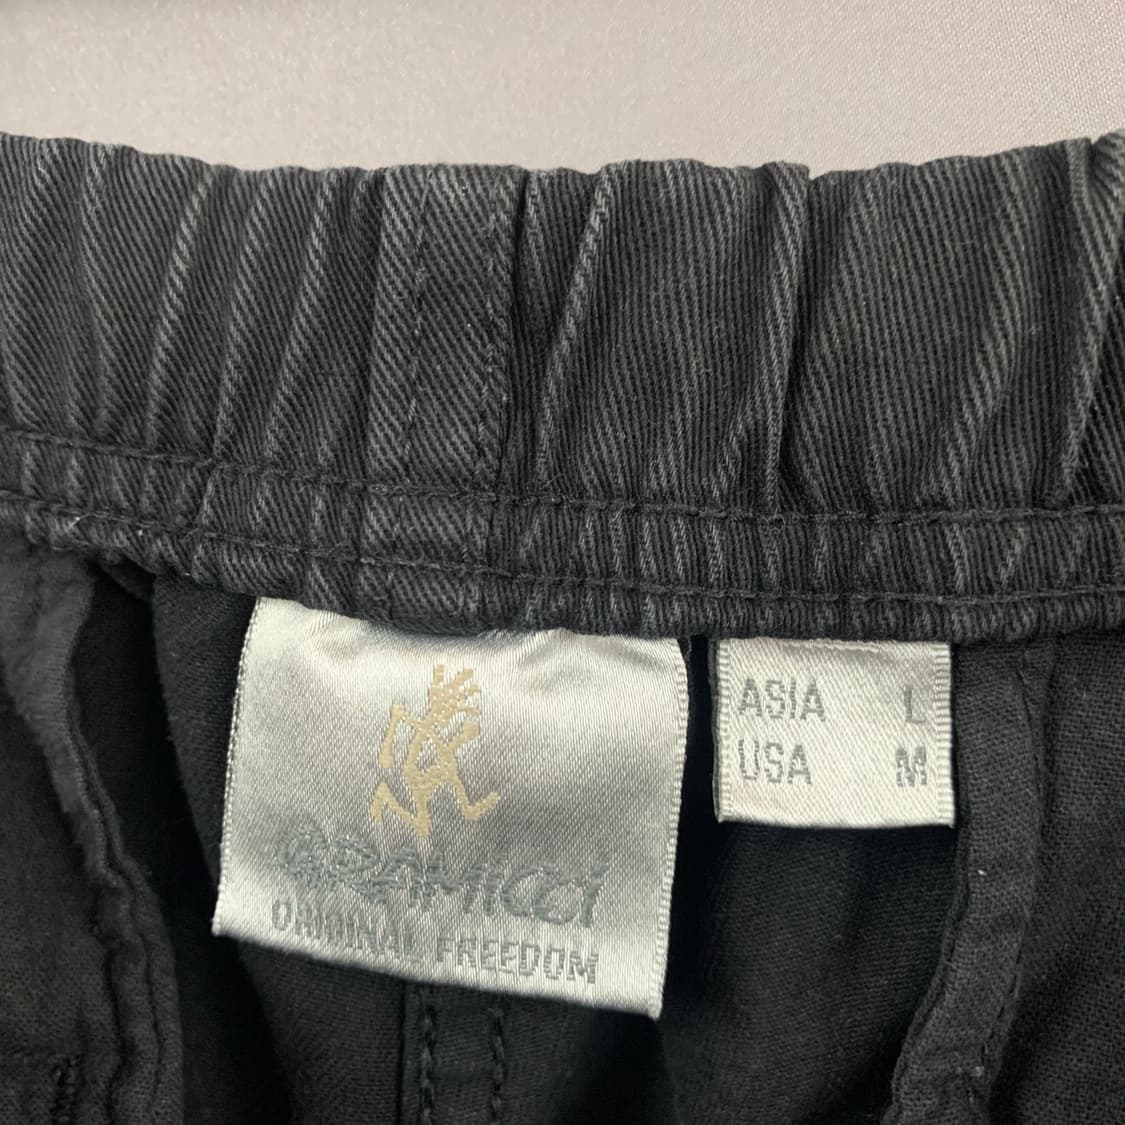 GRAMICCI
ORIGINAL FREEDOM
ASIA L
USA M